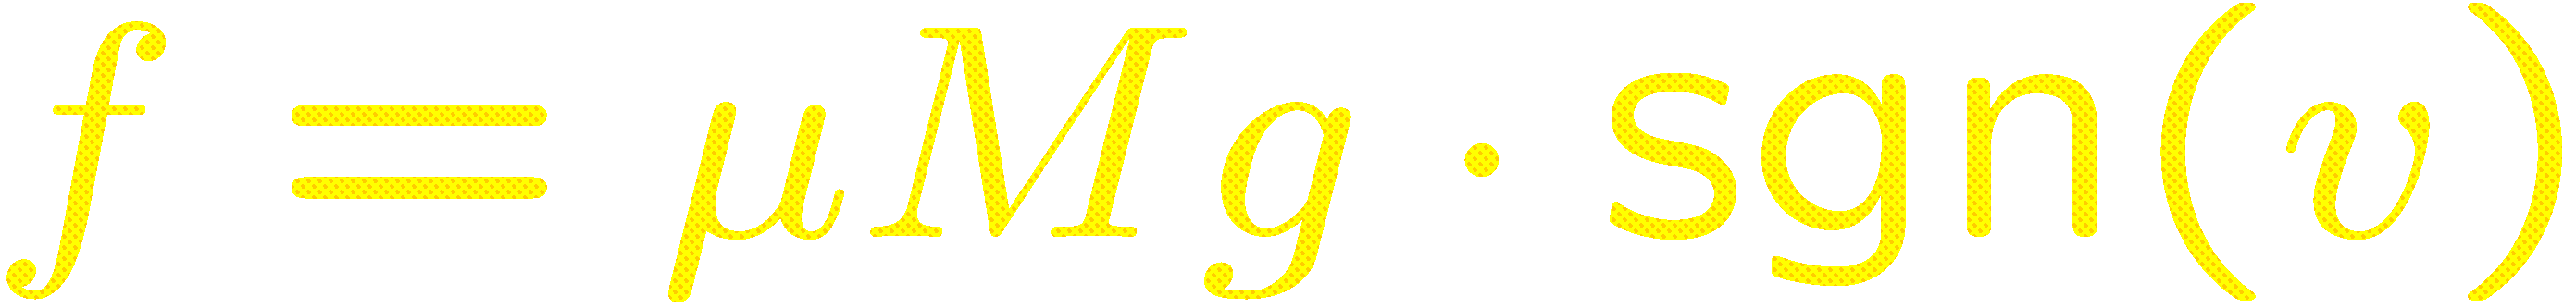 f = μMg · sgn(v)